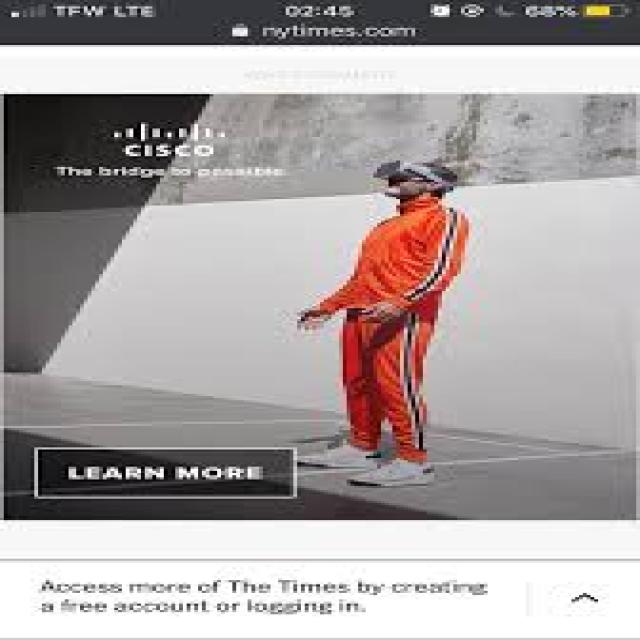 TFW LTE
02:45
68%
nytimes.com
CISCO
The bridge to possible
LEARN MORE
Access more of The Times by creating
a free account or logging in.